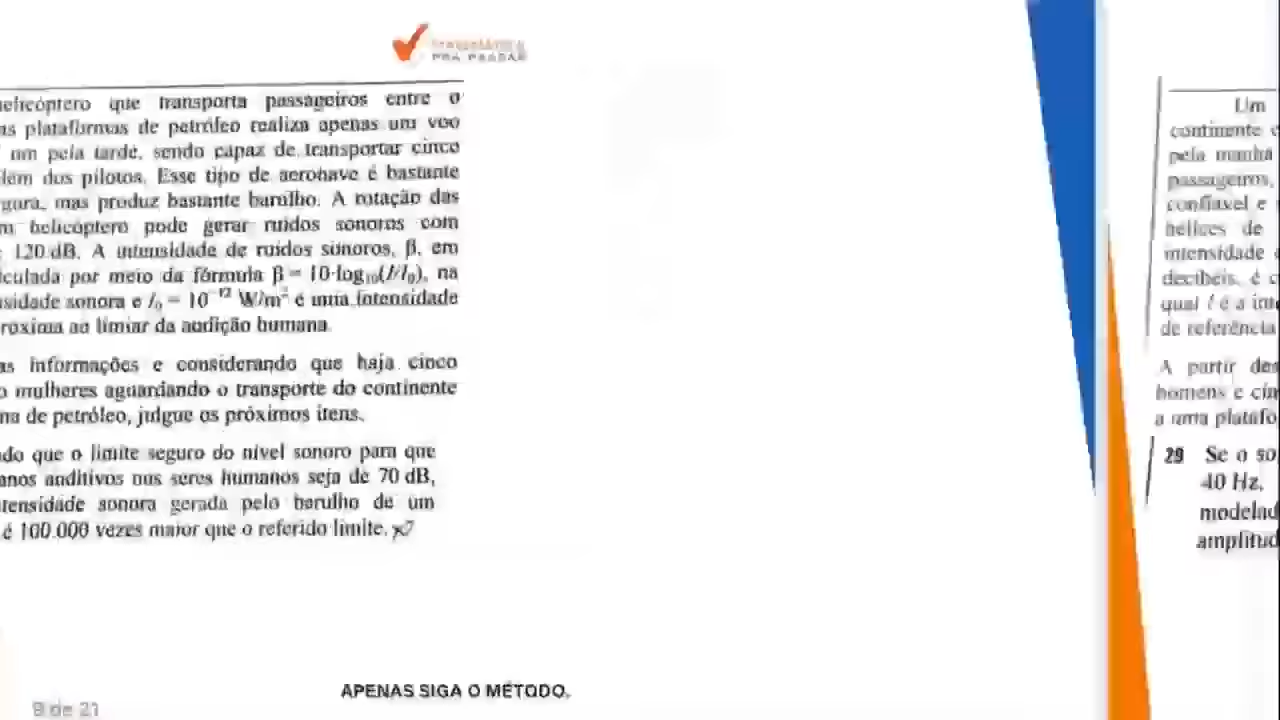 PRA PASSAR
helicóptero que transporta passageiros entre o
as plataformas de petróleo realiza apenas um voo
um pela tarde, sendo capaz de transportar cinco
lém dos pilotos. Esse tipo de aeronave é bastante
gura, mas produz bastante barulho. A rotação das
m helicóptero pode gerar ruídos sonoros com
120 dB. A intensidade de ruídos sonoros, β, em
lculada por meio da fórmula β = 10·log₁₀(I/I₀), na
sidade sonora e I₀ = 10⁻¹² W/m² é uma intensidade
róxima ao limiar da audição humana.
as informações e considerando que haja cinco
o mulheres aguardando o transporte do continente
ma de petróleo, julgue os próximos itens.
do que o limite seguro do nível sonoro para que
anos auditivos nos seres humanos seja de 70 dB,
tensidade sonora gerada pelo barulho de um
é 100.000 vezes maior que o referido limite.
APENAS SIGA O MÉTODO.
9 de 21
Um
continente
pela manhã
passageiros,
confiável e
hélices de
intensidade
decibéis, é c
qual I é a int
de referência
A partir des
homens e cin
a uma platafo
29 Se o so
40 Hz,
modelad
amplitud